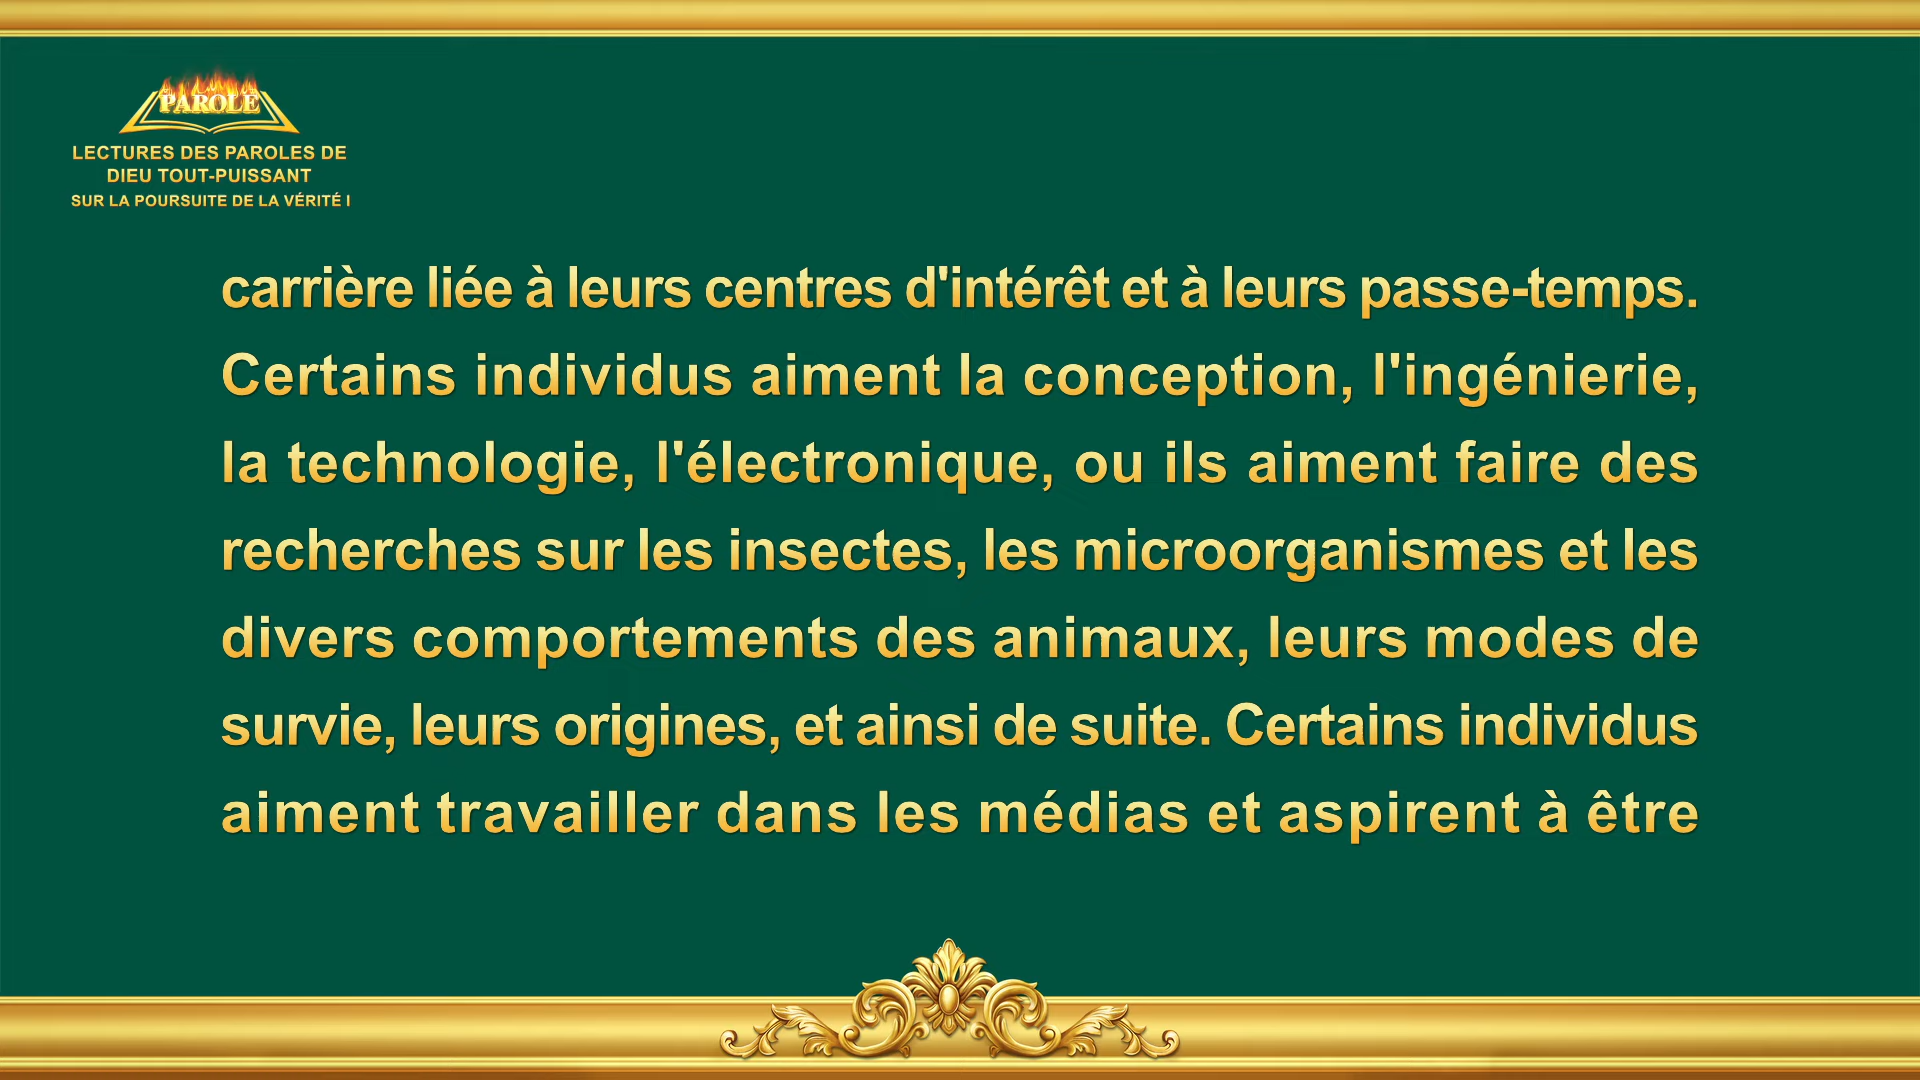 PAROLE
LECTURES DES PAROLES DE
DIEU TOUT-PUISSANT
SUR LA POURSUITE DE LA VÉRITÉ I
carrière liée à leurs centres d'intérêt et à leurs passe-temps.
Certains individus aiment la conception, l'ingénierie,
la technologie, l'électronique, ou ils aiment faire des
recherches sur les insectes, les microorganismes et les
divers comportements des animaux, leurs modes de
survie, leurs origines, et ainsi de suite. Certains individus
aiment travailler dans les médias et aspirent à être